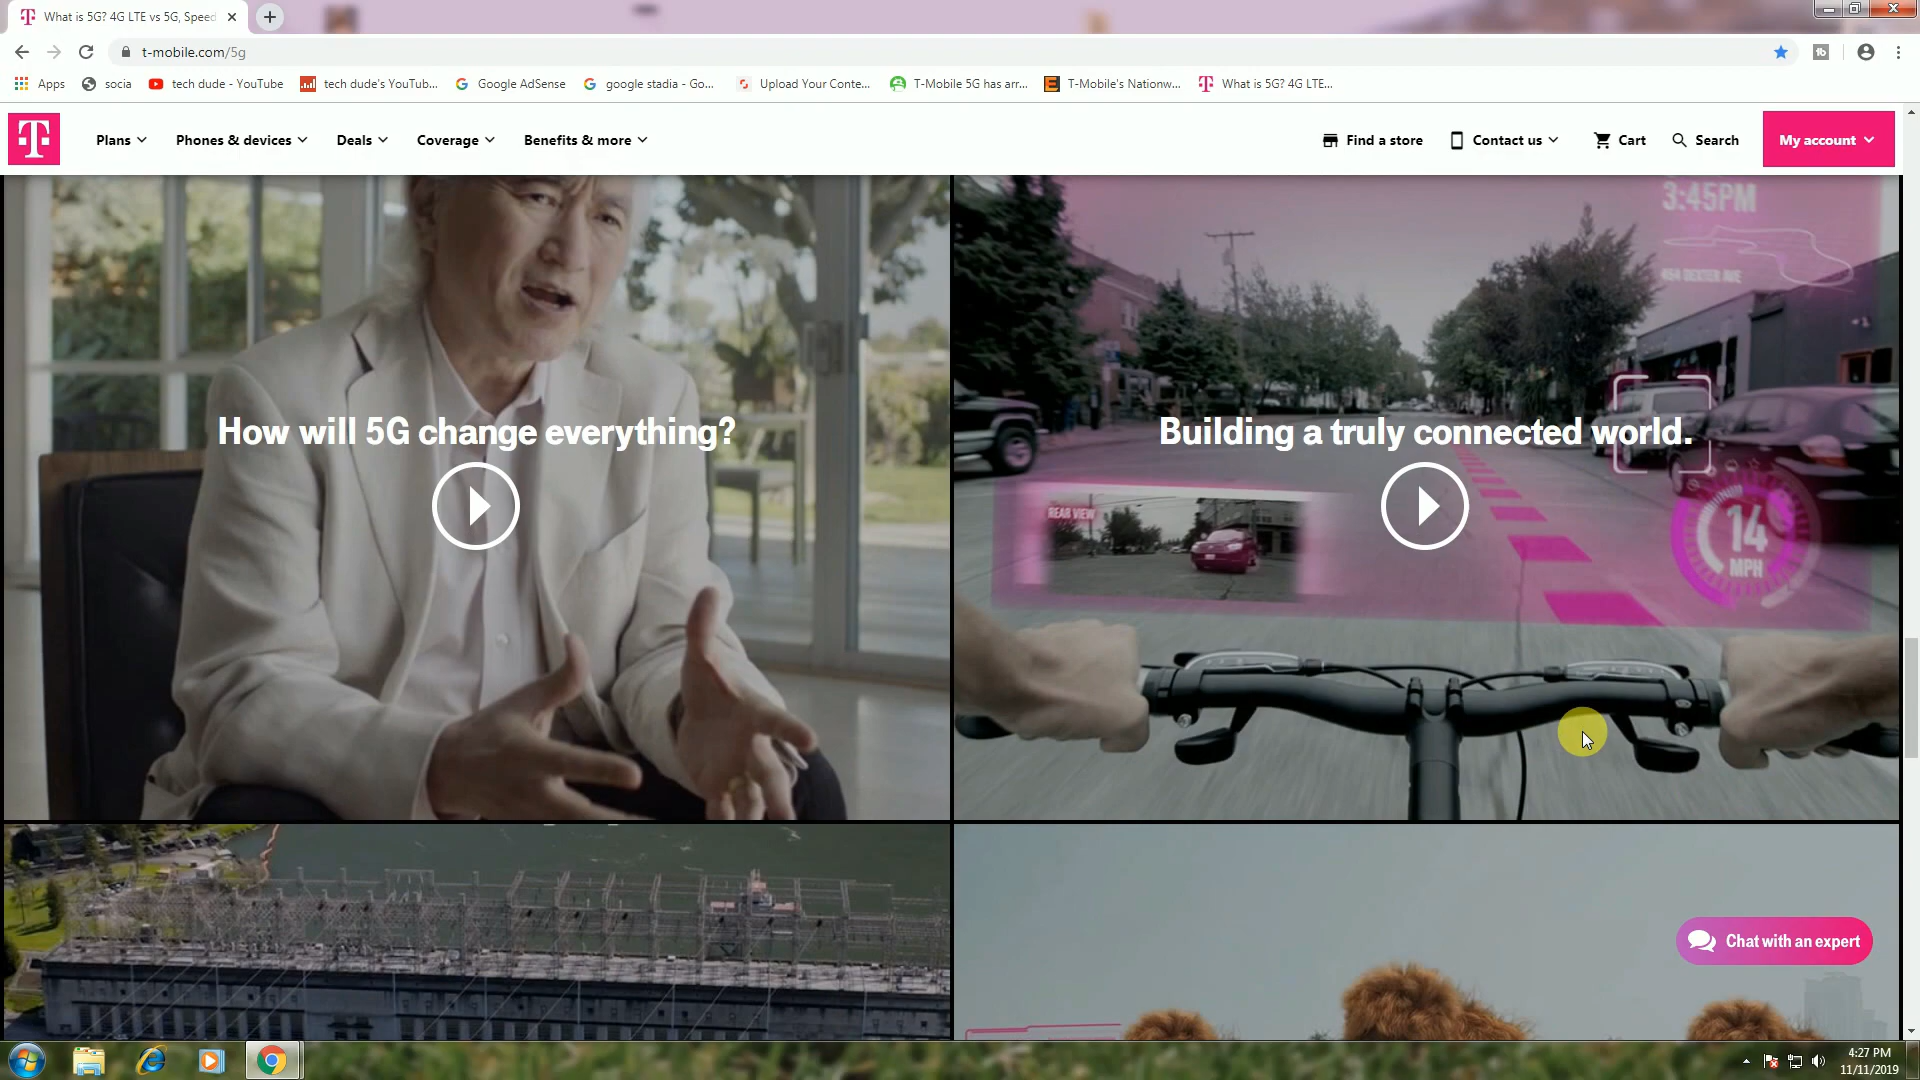 What is 5G? 4G LTE vs 5G, Speed
t-mobile.com/5g
Apps
socia
tech dude - YouTube
tech dude's YouTub...
Google AdSense
google stadia - Go...
Upload Your Conte...
T-Mobile 5G has arr...
T-Mobile's Nationw...
What is 5G? 4G LTE...
T
Plans
Phones & devices
Deals
Coverage
Benefits & more
Find a store
Contact us
Cart
Search
My account
3:45PM
464 DEXTER AVE
How will 5G change everything?
Building a truly connected world.
REAR VIEW
14
MPH
Chat with an expert
4:27 PM
11/11/2019